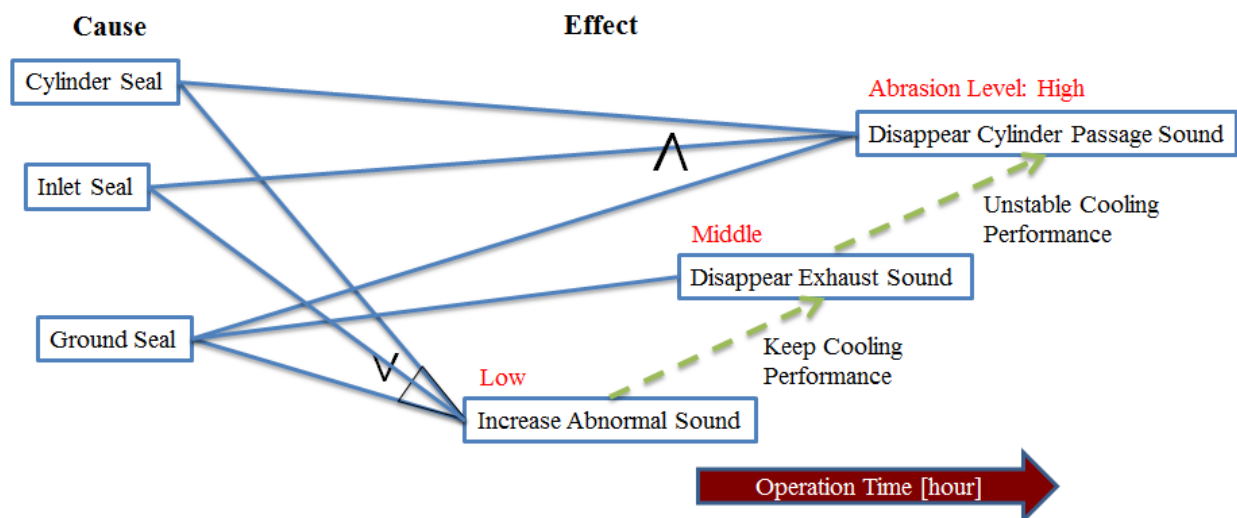 Cause
Effect
Cylinder Seal
Abrasion Level: High
Disappear Cylinder Passage Sound
∧
Inlet Seal
Unstable Cooling
Performance
Middle
Disappear Exhaust Sound
Ground Seal
Keep Cooling
Performance
∨
Low
Increase Abnormal Sound
Operation Time [hour]